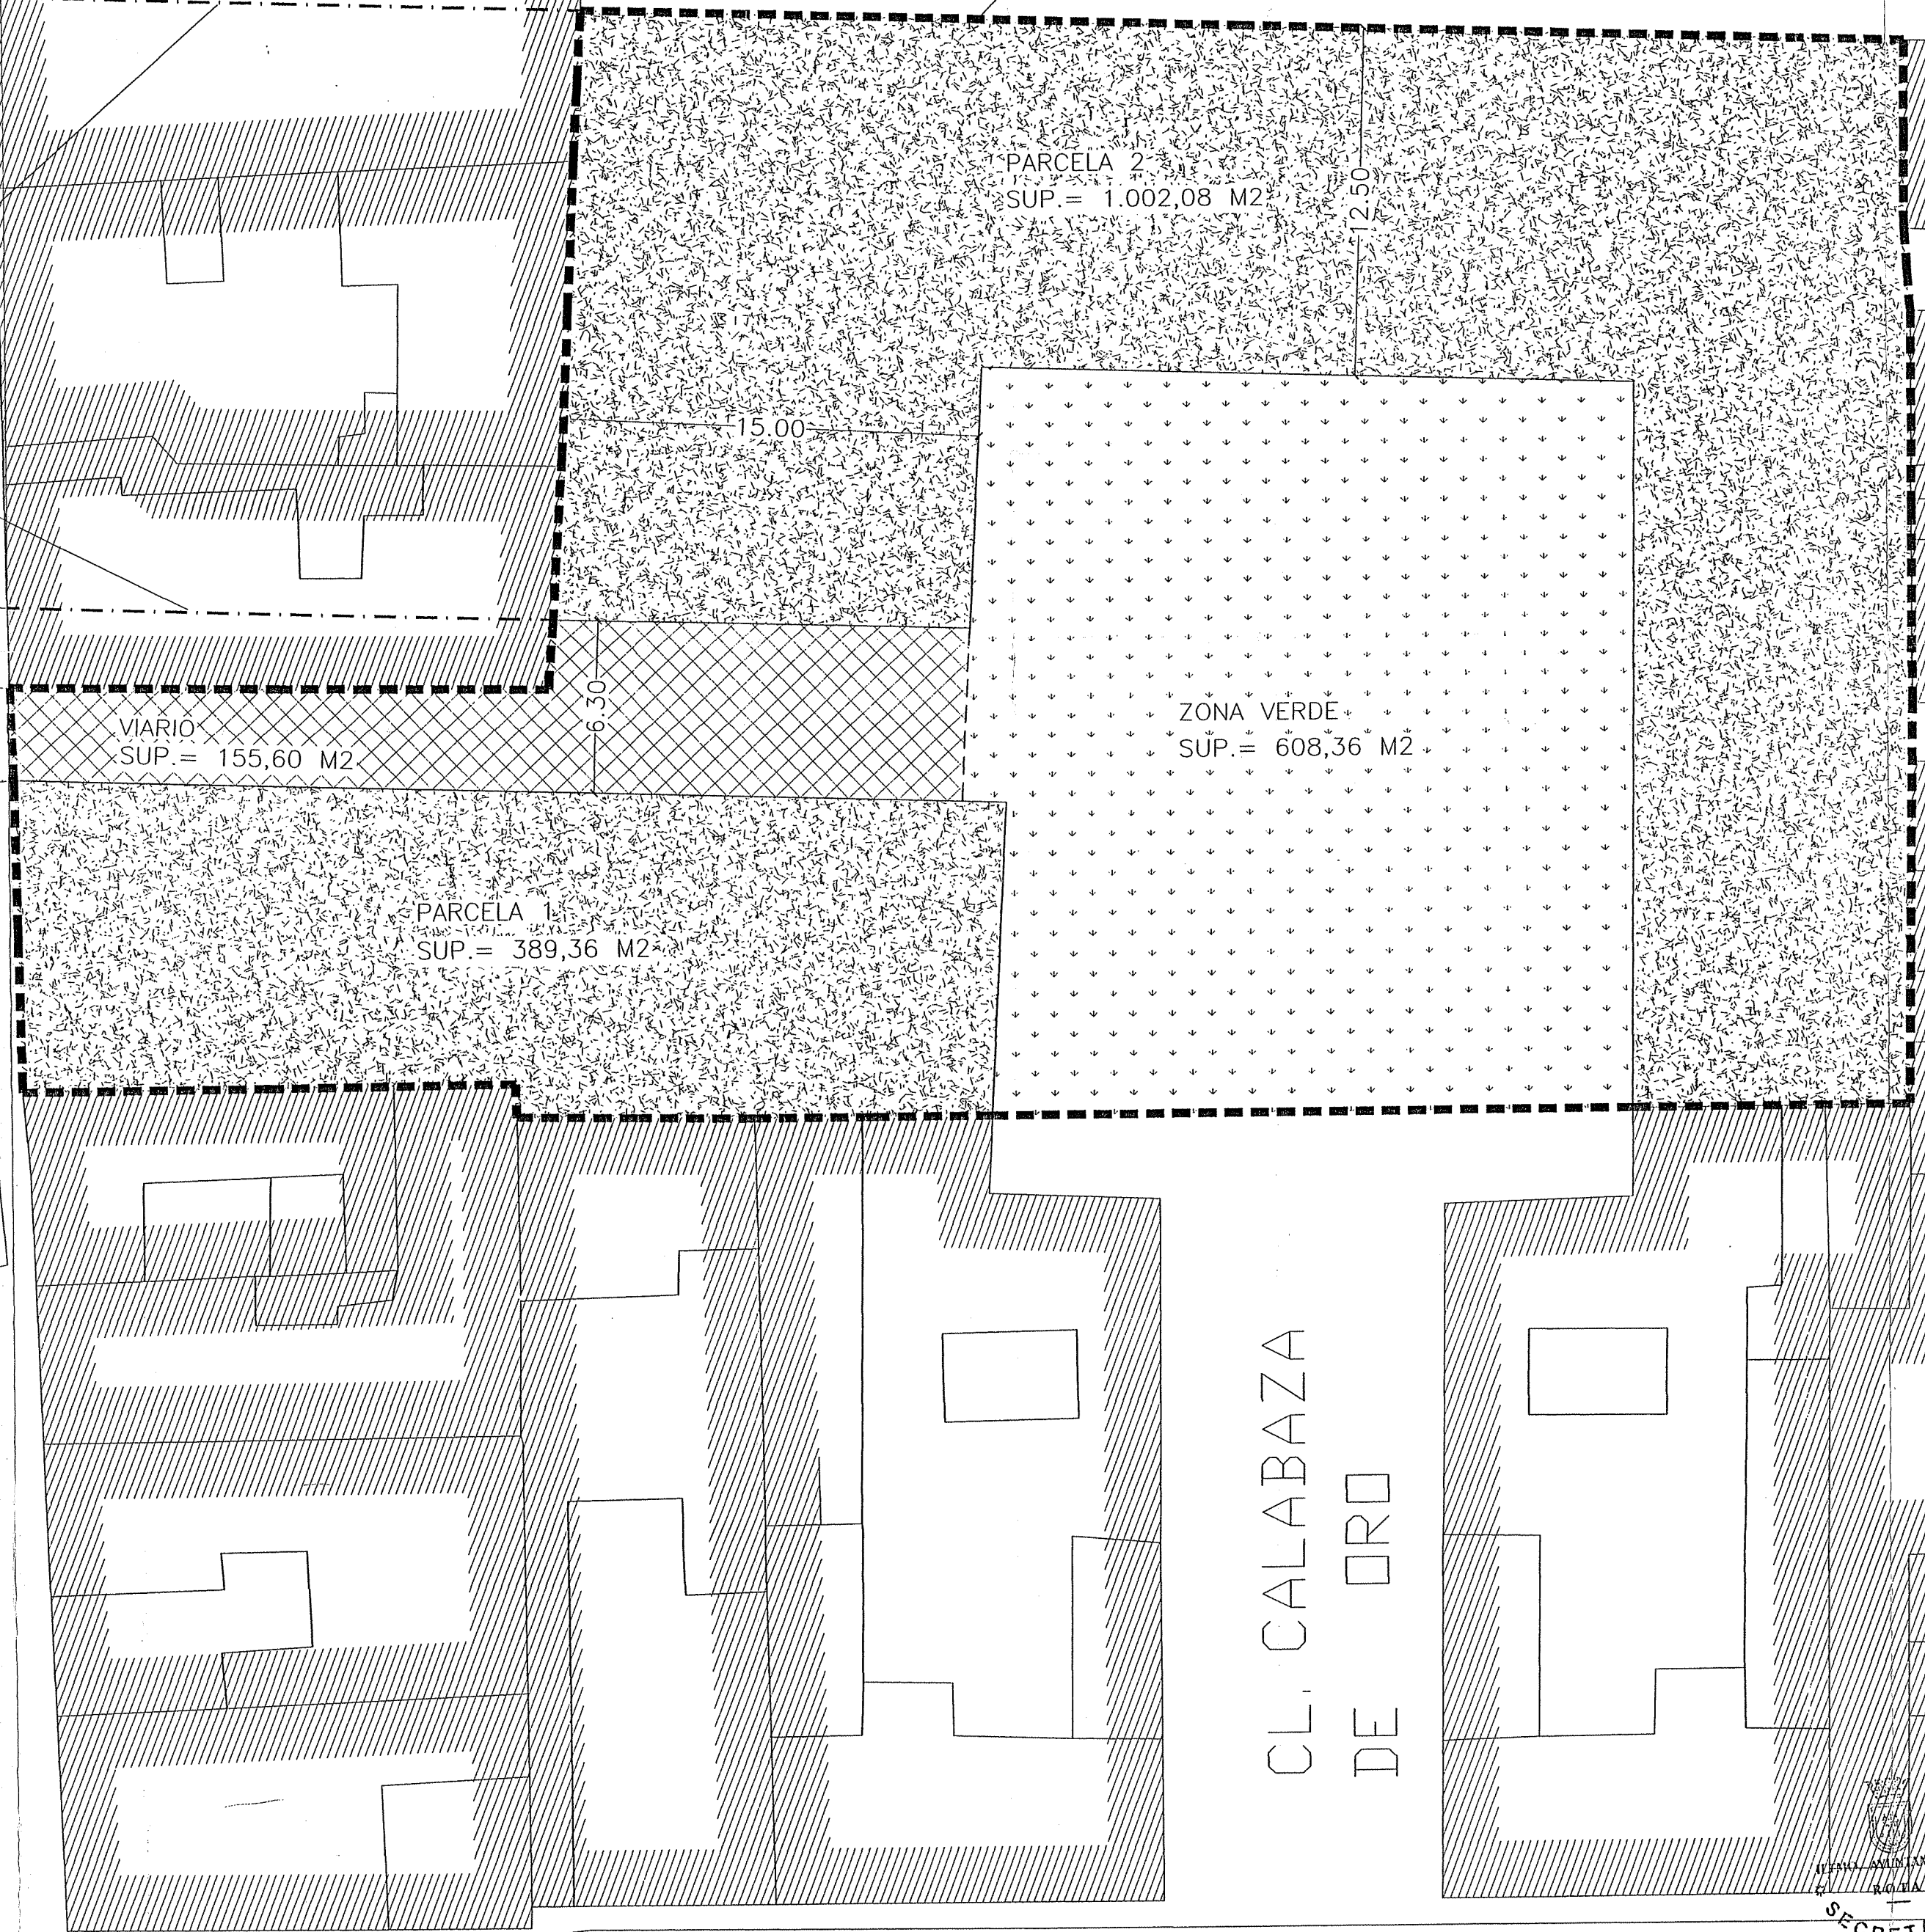 PARCELA 2
SUP.= 1.002,08 M2
12.50
15.00
6.30
VIARIO
SUP.= 155,60 M2
ZONA VERDE
SUP.= 608,36 M2
PARCELA 1
SUP.= 389,36 M2
CL. CALABAZA
DE ORO
ROTA